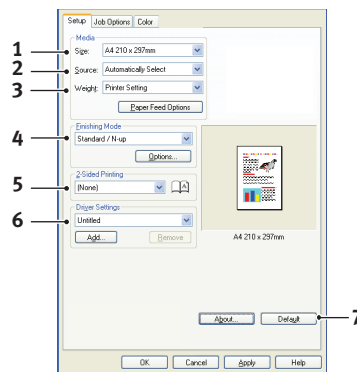 Setup Job Options Color
Media
1 Size: A4 210 x 297mm
2 Source: Automatically Select
3 Weight: Printer Setting
Paper Feed Options
Finishing Mode
4 Standard / N-up
Options...
2-Sided Printing
5 (None) A
Driver Settings
6 Untitled
Add... Remove
A4 210 x 297mm
About... Default 7
OK Cancel Apply Help